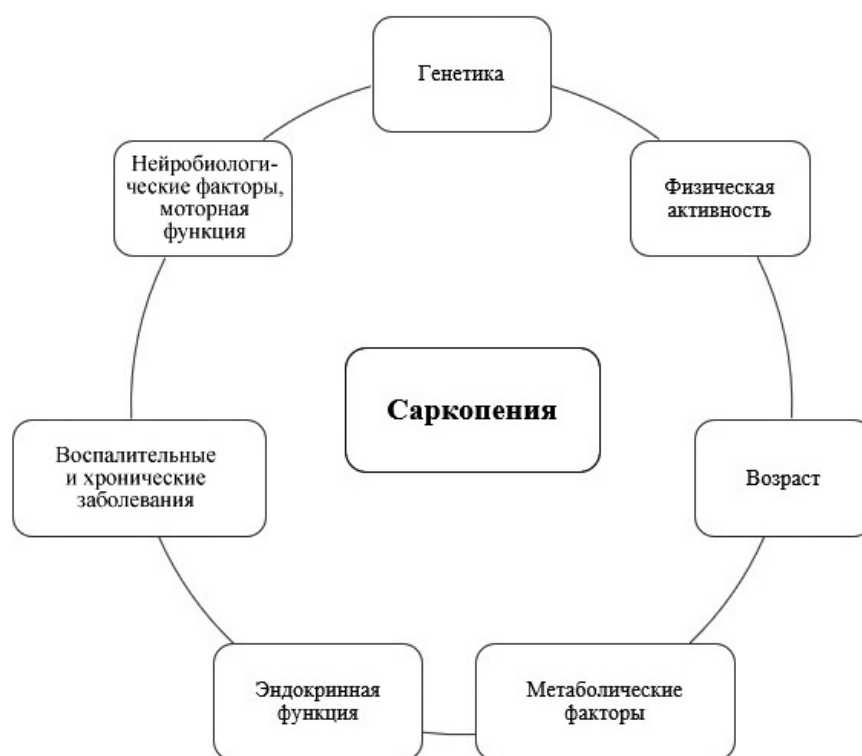 Генетика
Физическая
активность
Возраст
Метаболические
факторы
Эндокринная
функция
Воспалительные
и хронические
заболевания
Нейробиологи-
ческие факторы,
моторная
функция
Саркопения